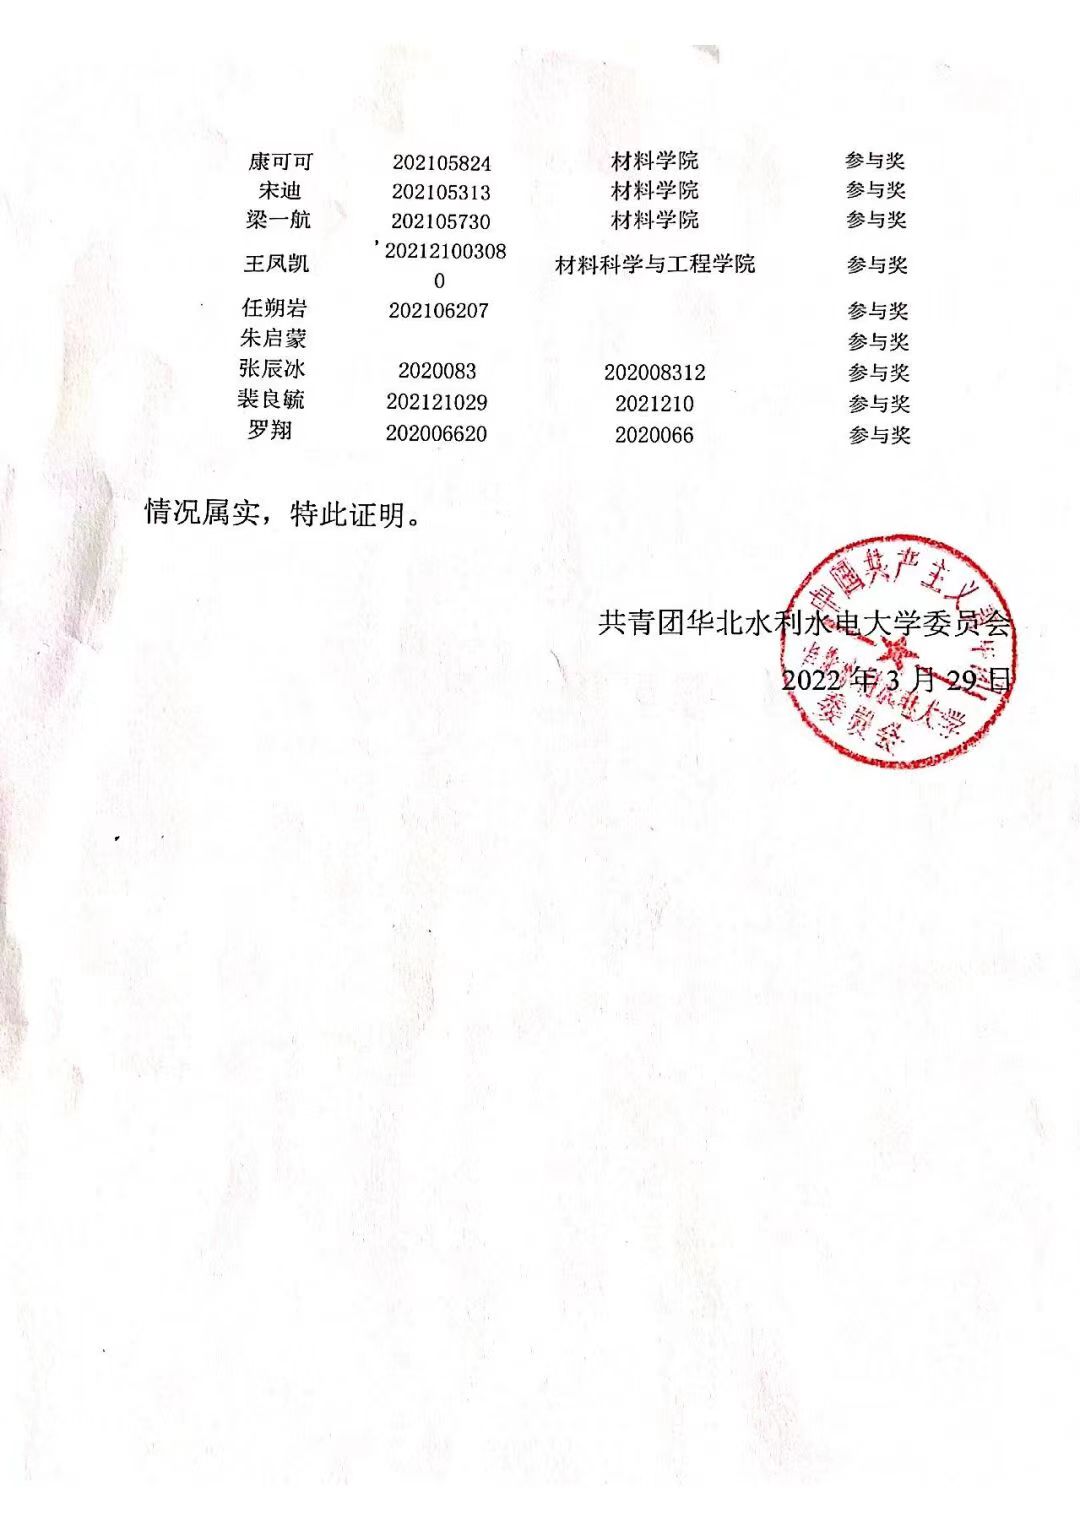 康可可 202105824 材料学院 参与奖
宋迪 202105313 材料学院 参与奖
梁一航 202105730 材料学院 参与奖
王凤凯 '202121003080 材料科学与工程学院 参与奖
任朔岩 202106207 参与奖
朱启蒙 参与奖
张辰冰 2020083 202008312 参与奖
裴良毓 202121029 2021210 参与奖
罗翔 202006620 2020066 参与奖
情况属实，特此证明。
共青团华北水利水电大学委员会
2022 年 3 月 29 日
中国共产主义青年团
华北水利水电大学
委员会